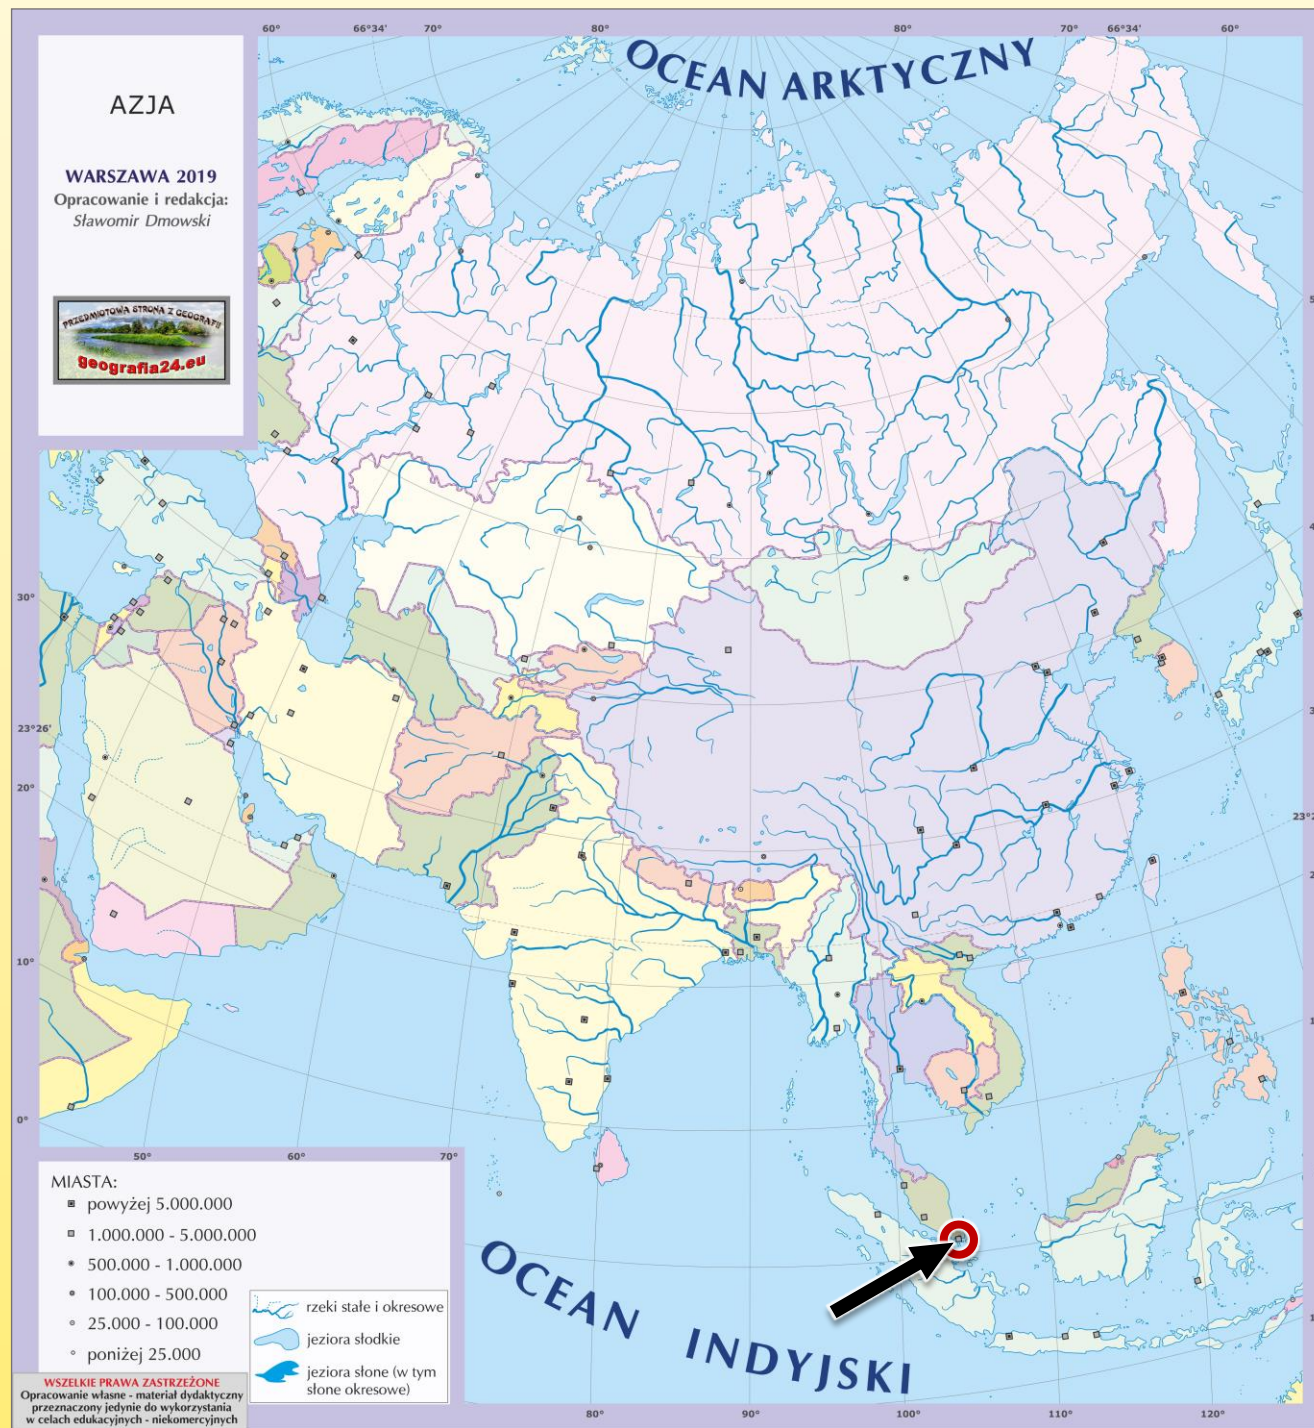 60°
66°34'
70°
80°
80°
70°
66°34'
60°
OCEAN ARKTYCZNY
AZJA
WARSZAWA 2019
Opracowanie i redakcja:
Sławomir Dmowski
PRZEDMIOTOWA STRONA Z GEOGRAFII
geografia24.eu
30°
23°26'
20°
10°
0°
50°
60°
70°
MIASTA:
powyżej 5.000.000
1.000.000 - 5.000.000
500.000 - 1.000.000
100.000 - 500.000
25.000 - 100.000
poniżej 25.000
rzeki stałe i okresowe
jeziora słodkie
jeziora słone (w tym
słone okresowe)
OCEAN INDYJSKI
WSZELKIE PRAWA ZASTRZEŻONE
Opracowanie własne - materiał dydaktyczny
przeznaczony jedynie do wykorzystania
w celach edukacyjnych - niekomercyjnych
80°
90°
100°
110°
120°